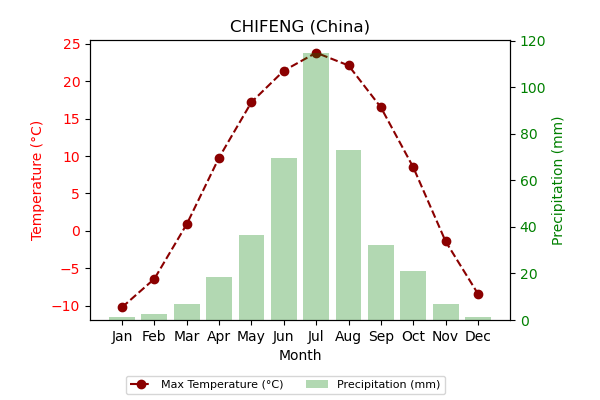 CHIFENG (China)
25
20
15
10
5
0
−5
−10
Temperature (°C)
120
100
80
60
40
20
0
Precipitation (mm)
Jan Feb Mar Apr May Jun Jul Aug Sep Oct Nov Dec
Month
Max Temperature (°C) Precipitation (mm)